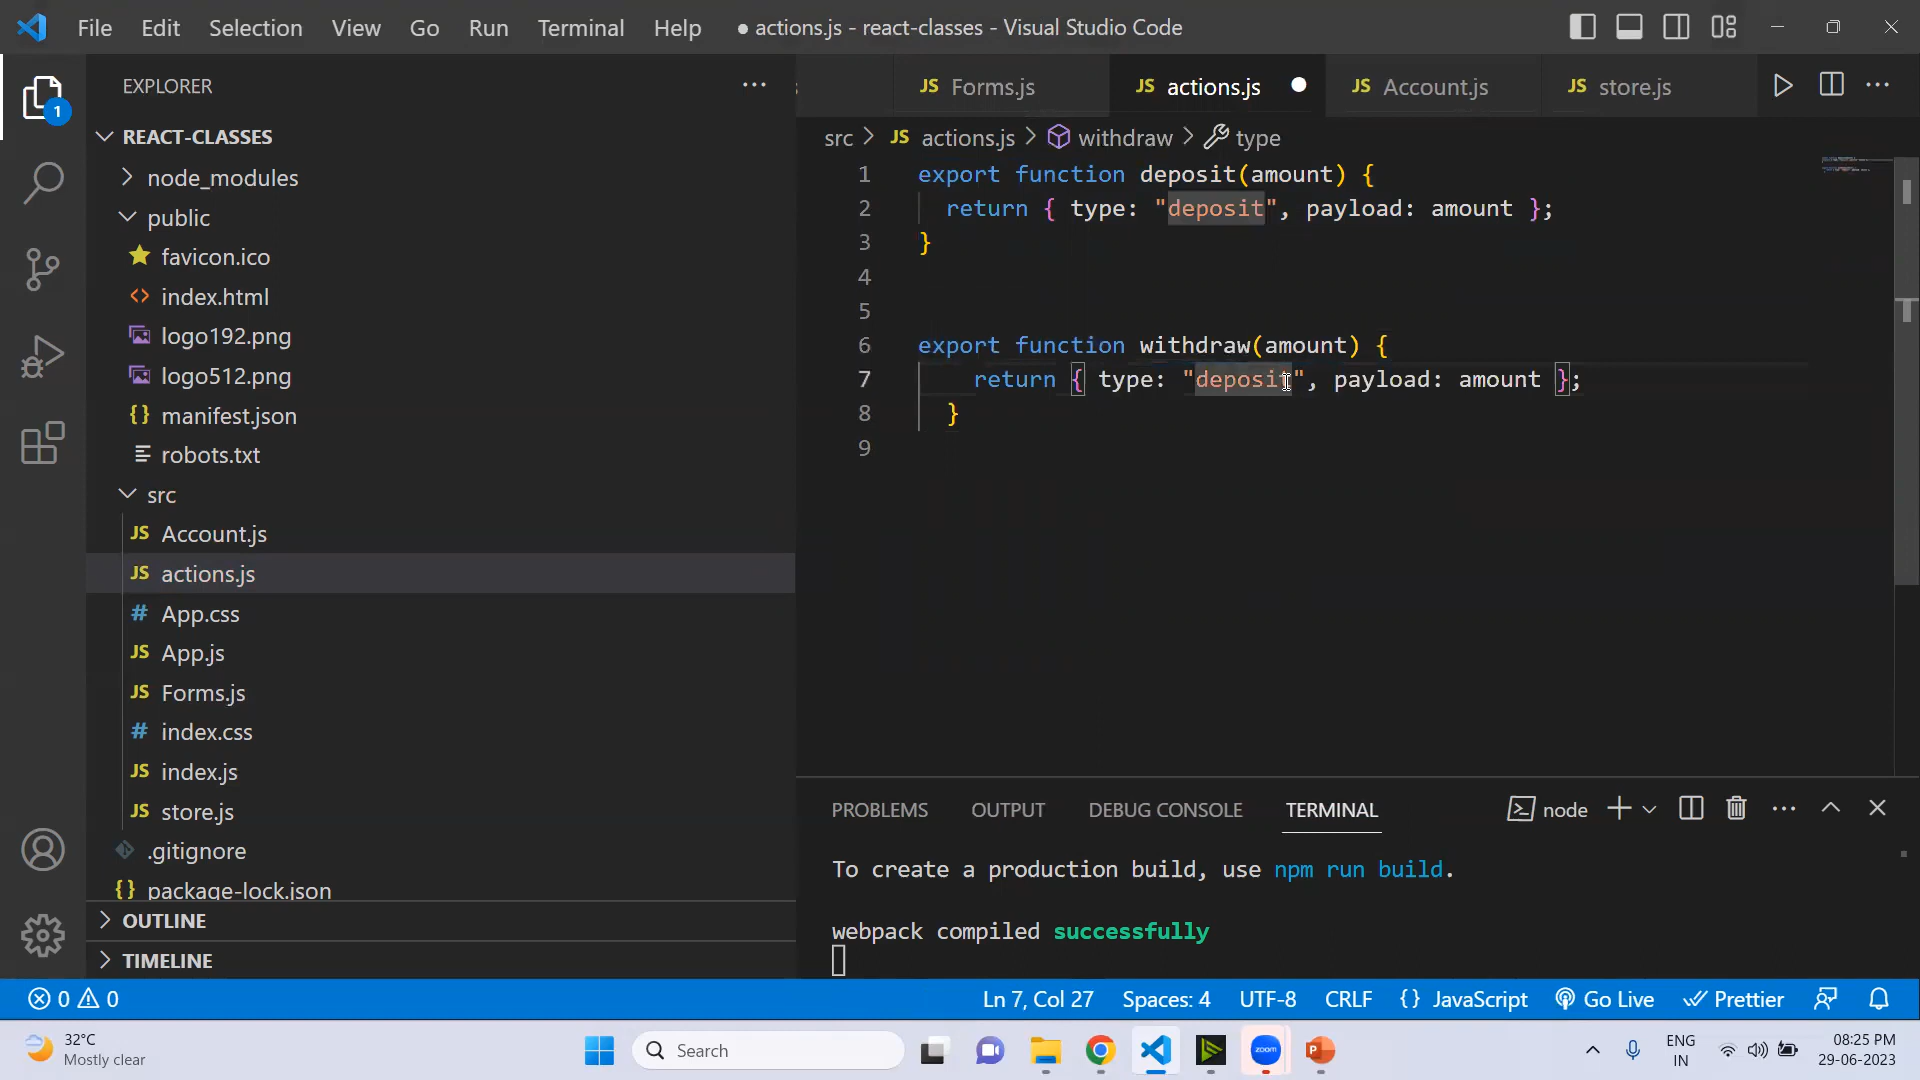 File Edit Selection View Go Run Terminal Help ● actions.js - react-classes - Visual Studio Code
EXPLORER
REACT-CLASSES
node_modules
public
favicon.ico
index.html
logo192.png
logo512.png
manifest.json
robots.txt
src
Account.js
actions.js
App.css
App.js
Forms.js
index.css
index.js
store.js
.gitignore
package-lock.json
OUTLINE
TIMELINE
JS Forms.js JS actions.js ● JS Account.js JS store.js
src > JS actions.js > withdraw > type
1 export function deposit(amount) {
2 return { type: "deposit", payload: amount };
3 }
4
5
6 export function withdraw(amount) {
7 return { type: "deposit", payload: amount };
8 }
9
PROBLEMS OUTPUT DEBUG CONSOLE TERMINAL node
To create a production build, use npm run build.
webpack compiled successfully
0 0 Ln 7, Col 27 Spaces: 4 UTF-8 CRLF {} JavaScript Go Live Prettier
32°C
Mostly clear
Search
zoom
ENG
IN
08:25 PM
29-06-2023